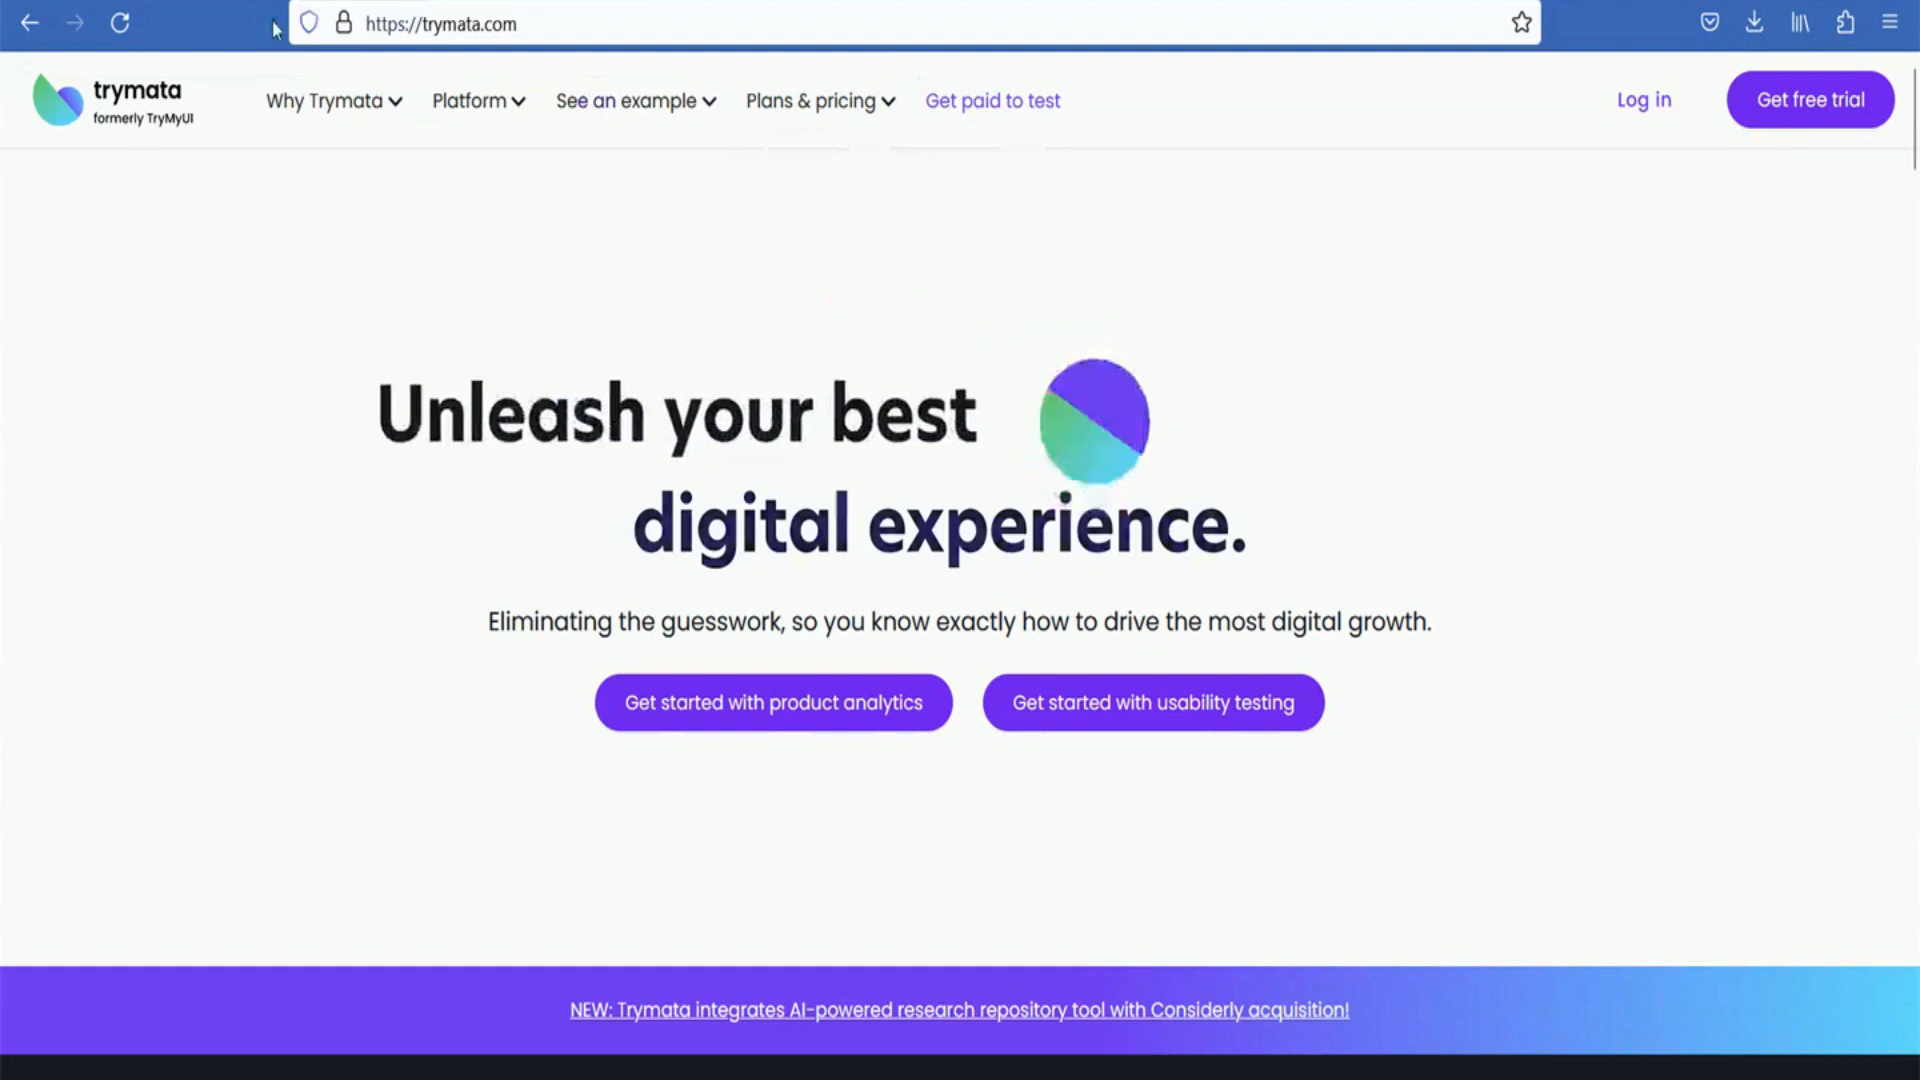 https://trymata.com
trymata
formerly TryMyUI
Why Trymata
Platform
See an example
Plans & pricing
Get paid to test
Log in
Get free trial
Unleash your best
digital experience.
Eliminating the guesswork, so you know exactly how to drive the most digital growth.
Get started with product analytics
Get started with usability testing
NEW: Trymata integrates AI-powered research repository tool with Considerly acquisition!